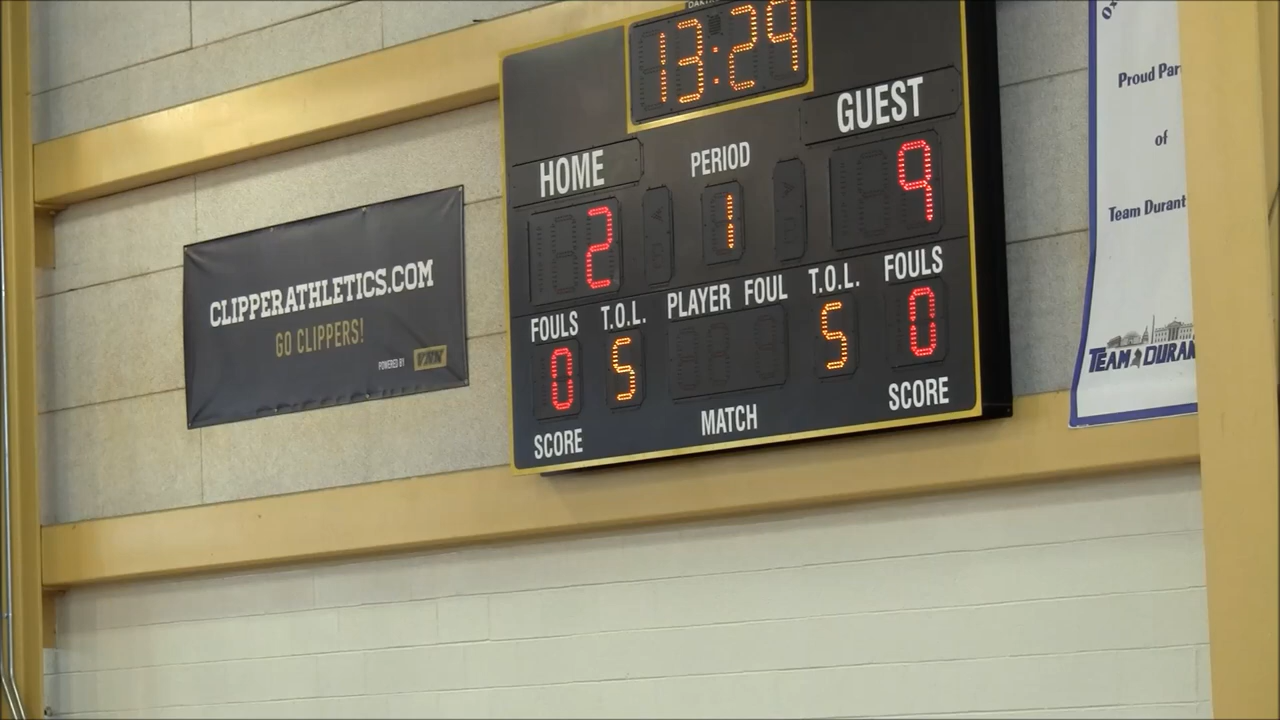 13:29
GUEST
HOME
PERIOD
2
1
9
FOULS
T.O.L.
PLAYER FOUL
T.O.L.
FOULS
0
5
5
0
SCORE
MATCH
SCORE
CLIPPERATHLETICS.COM
GO CLIPPERS!
POWERED BY VNN
Proud Par
of
Team Durant
TEAM DURAN